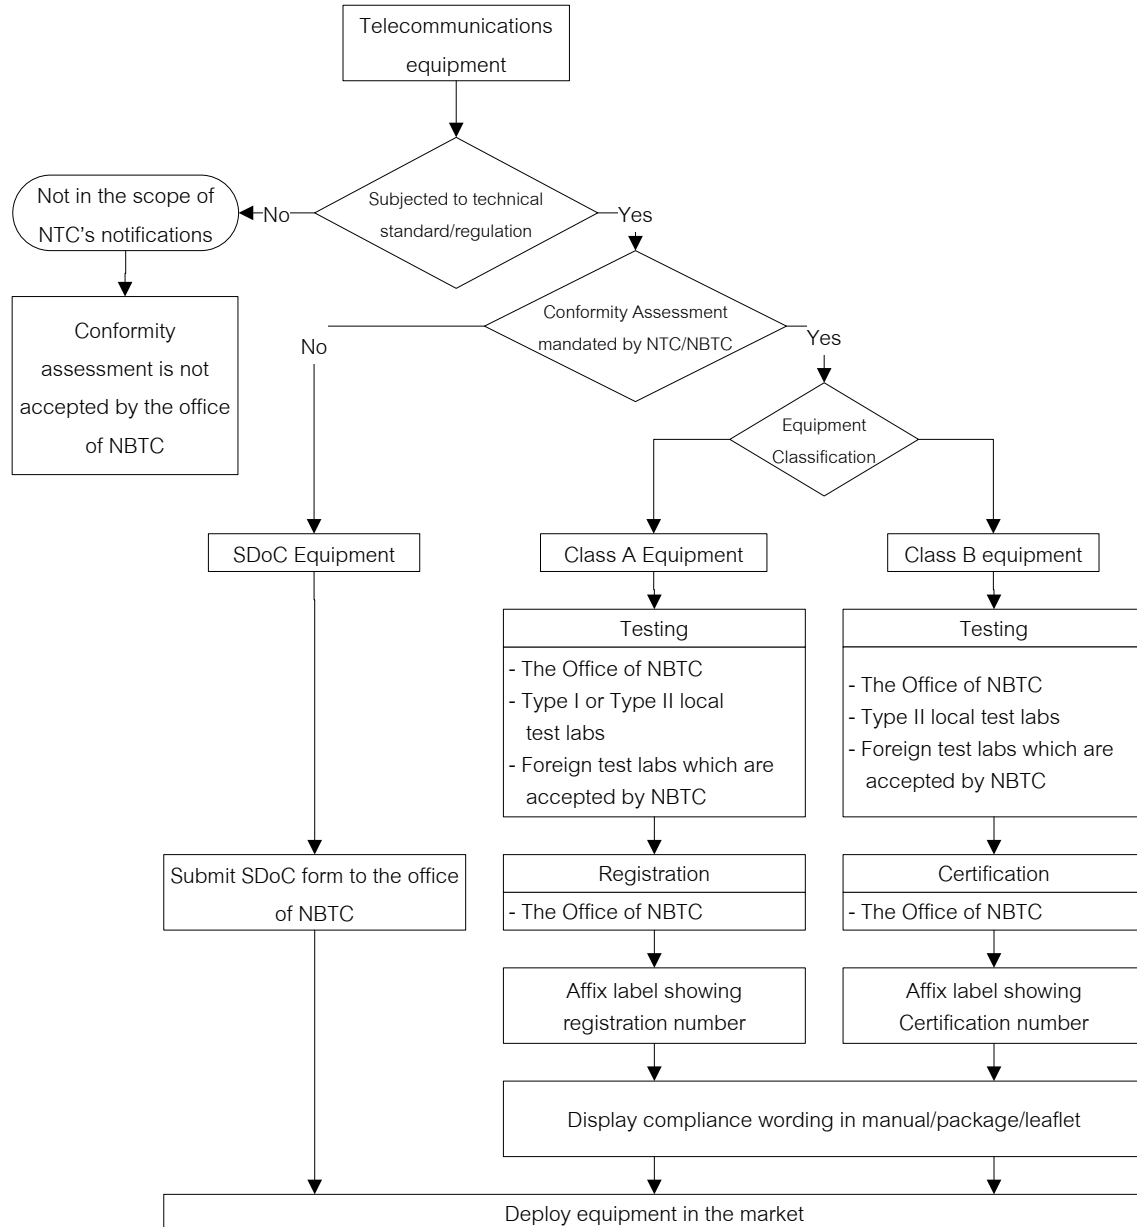 Telecommunications
equipment
Subjected to technical
standard/regulation
No
Yes
Not in the scope of
NTC's notifications
Conformity
assessment is not
accepted by the office
of NBTC
Conformity Assessment
mandated by NTC/NBTC
No
Yes
Equipment
Classification
SDoC Equipment
Class A Equipment
Class B equipment
Testing
- The Office of NBTC
- Type I or Type II local
test labs
- Foreign test labs which are
accepted by NBTC
Testing
- The Office of NBTC
- Type II local test labs
- Foreign test labs which are
accepted by NBTC
Submit SDoC form to the office
of NBTC
Registration
- The Office of NBTC
Certification
- The Office of NBTC
Affix label showing
registration number
Affix label showing
Certification number
Display compliance wording in manual/package/leaflet
Deploy equipment in the market